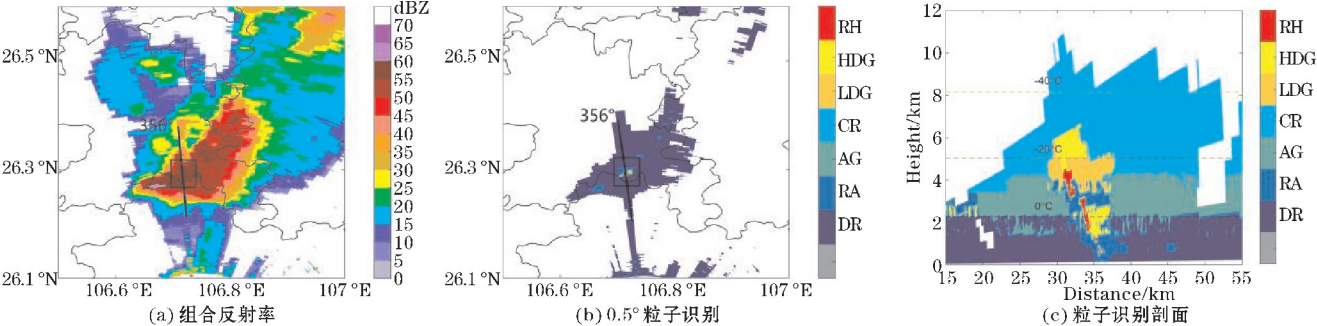 dBZ
70
65
60
55
50
45
40
35
30
25
20
15
10
5
0
26.5 °N
26.3 °N
26.1 °N
356°
106.6 °E
106.8 °E
107 °E
(a) 组合反射率
26.5 °N
26.3 °N
26.1 °N
356°
106.6 °E
106.8 °E
107 °E
RH
HDG
LDG
CR
AG
RA
DR
(b) 0.5° 粒子识别
Height/km
12
10
8
6
4
2
0
-40°C
-20°C
0°C
15
20
25
30
35
40
45
50
55
Distance/km
RH
HDG
LDG
CR
AG
RA
DR
(c) 粒子识别剖面